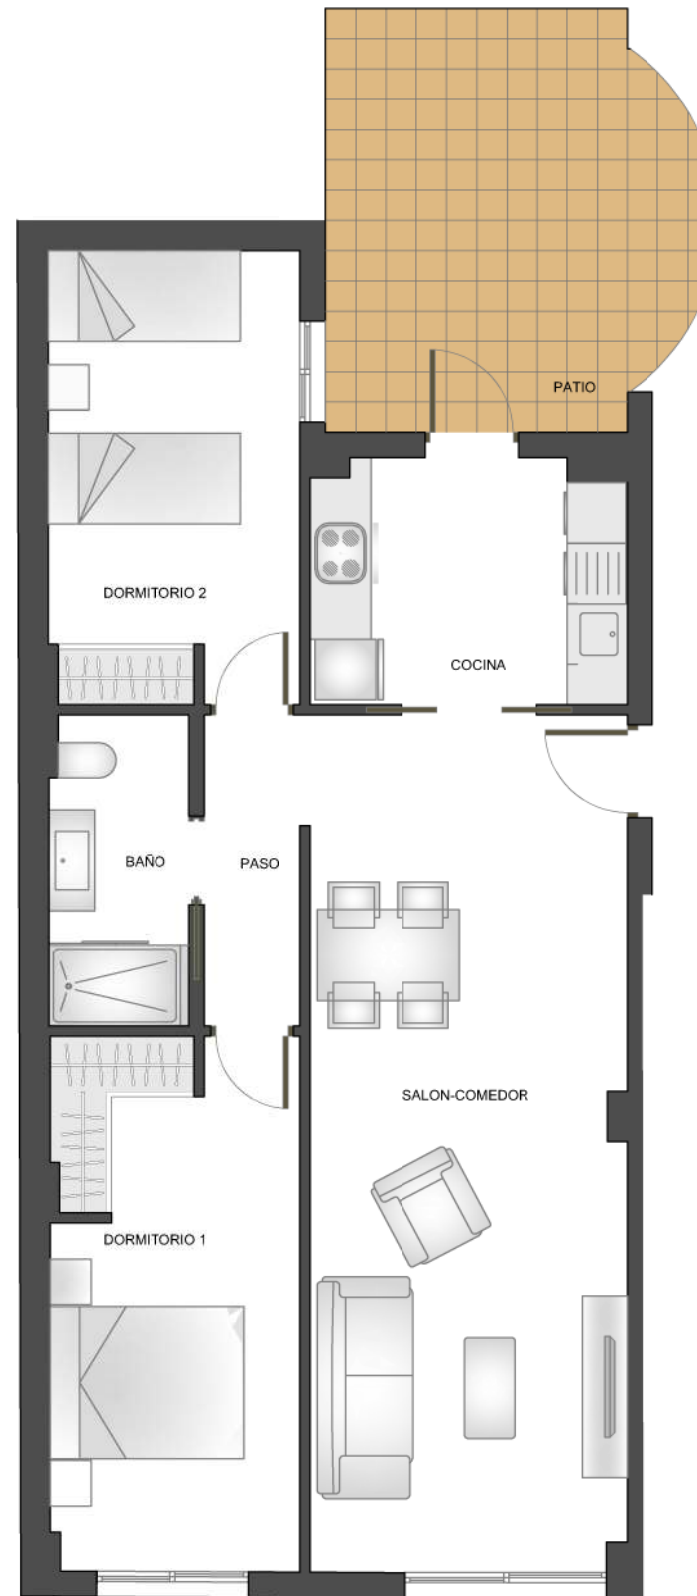 PATIO
DORMITORIO 2
COCINA
BAÑO
PASO
SALON-COMEDOR
DORMITORIO 1